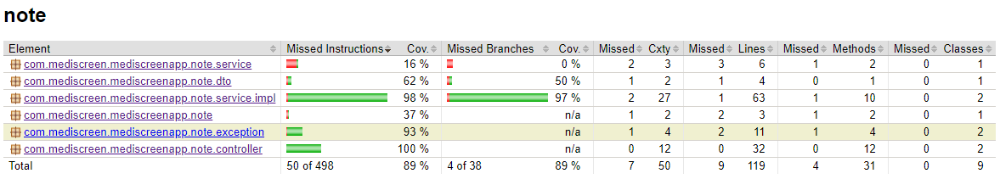 note
Element Missed Instructions Cov. Missed Branches Cov. Missed Cxty Missed Lines Missed Methods Missed Classes
com.mediscreen.mediscreenapp.note.service 16 % 0 % 2 3 3 6 1 2 0 1
com.mediscreen.mediscreenapp.note.dto 62 % 50 % 1 2 1 4 0 1 0 1
com.mediscreen.mediscreenapp.note.service.impl 98 % 97 % 2 27 1 63 1 10 0 2
com.mediscreen.mediscreenapp.note 37 % n/a 1 2 2 3 1 2 0 1
com.mediscreen.mediscreenapp.note.exception 93 % n/a 1 4 2 11 1 4 0 2
com.mediscreen.mediscreenapp.note.controller 100 % n/a 0 12 0 32 0 12 0 2
Total 50 of 498 89 % 4 of 38 89 % 7 50 9 119 4 31 0 9